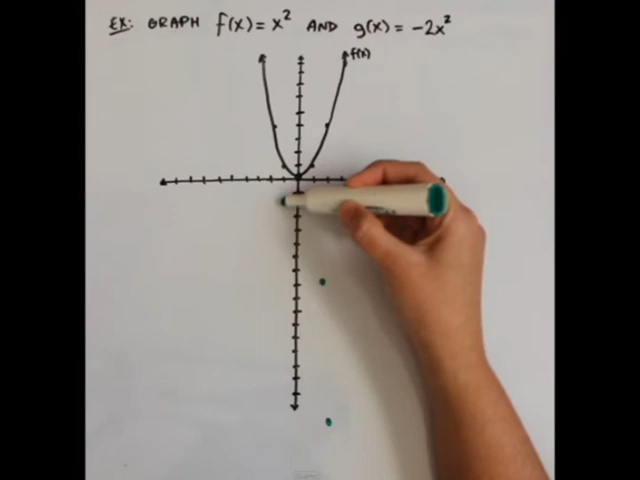 EX: GRAPH f(x) = x² AND g(x) = -2x²
f(x)